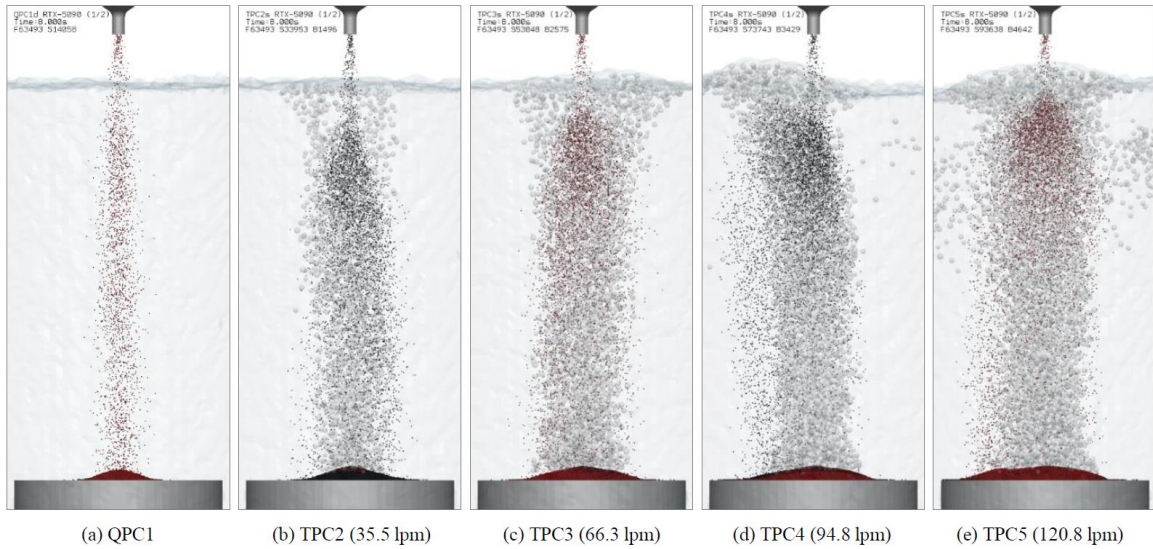 QPC1d RTX-5090 (1/2)
Time:8.000s
F63493 S14058
TPC2s RTX-5090 (1/2)
Time:8.000s
F63493 S33953 B1496
TPC3s RTX-5090 (1/2)
Time:8.000s
F63493 S53848 B2575
TPC4s RTX-5090 (1/2)
Time:8.000s
F63493 S73743 B3429
TPC5s RTX-5090 (1/2)
Time:8.000s
F63493 S93638 B4642
(a) QPC1
(b) TPC2 (35.5 lpm)
(c) TPC3 (66.3 lpm)
(d) TPC4 (94.8 lpm)
(e) TPC5 (120.8 lpm)